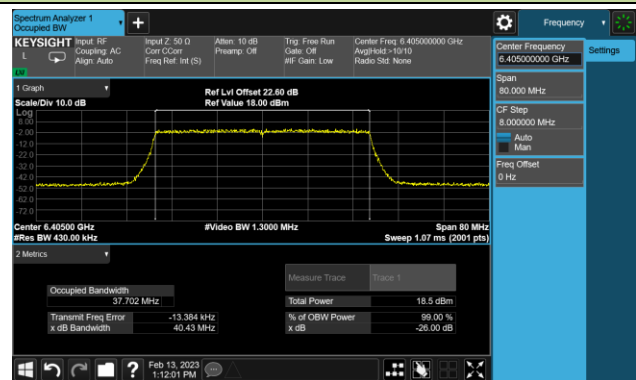 Spectrum Analyzer 1
Occupied BW
+
Frequency
KEYSIGHT
L
Input: RF
Coupling: AC
Align: Auto
Input Z: 50 Ω
Corr CCorr
Freq Ref: Int (S)
Atten: 10 dB
Preamp: Off
Trig: Free Run
Gate: Off
#IF Gain: Low
Center Freq: 6.405000000 GHz
Avg|Hold:>10/10
Radio Std: None
Center Frequency
6.405000000 GHz
Settings
Span
80.000 MHz
CF Step
8.000000 MHz
Auto
Man
Freq Offset
0 Hz
1 Graph
Scale/Div 10.0 dB
Ref Lvl Offset 22.60 dB
Ref Value 18.00 dBm
Log
8.00
-2.00
-12.0
-22.0
-32.0
-42.0
-52.0
-62.0
-72.0
Center 6.40500 GHz
#Res BW 430.00 kHz
#Video BW 1.3000 MHz
Span 80 MHz
Sweep 1.07 ms (2001 pts)
2 Metrics
Measure Trace
Trace 1
Occupied Bandwidth
37.702 MHz
Total Power
18.5 dBm
Transmit Freq Error
-13.384 kHz
% of OBW Power
99.00 %
x dB Bandwidth
40.43 MHz
x dB
-26.00 dB
?
Feb 13, 2023
1:12:01 PM